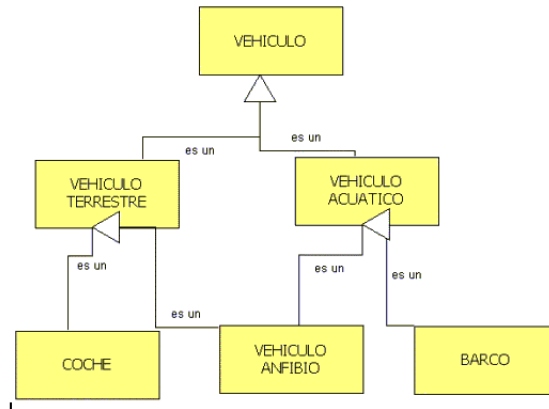 VEHICULO
es un
es un
VEHICULO
TERRESTRE
VEHICULO
ACUATICO
es un
es un
es un
es un
COCHE
VEHICULO
ANFIBIO
BARCO